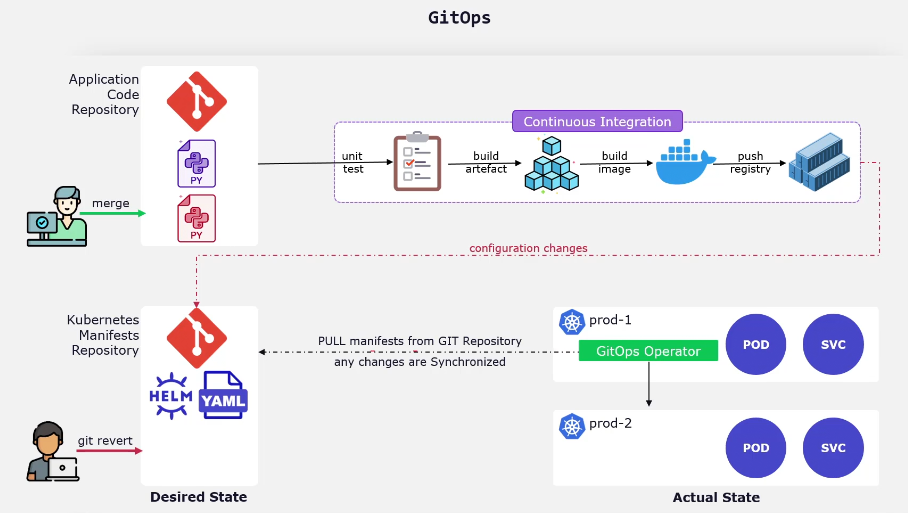 GitOps
Application
Code
Repository
PY
PY
merge
Continuous Integration
unit
test
build
artefact
build
image
push
registry
configuration changes
Kubernetes
Manifests
Repository
HELM
YAML
git revert
Desired State
PULL manifests from GIT Repository
any changes are Synchronized
prod-1
GitOps Operator
POD
SVC
prod-2
POD
SVC
Actual State